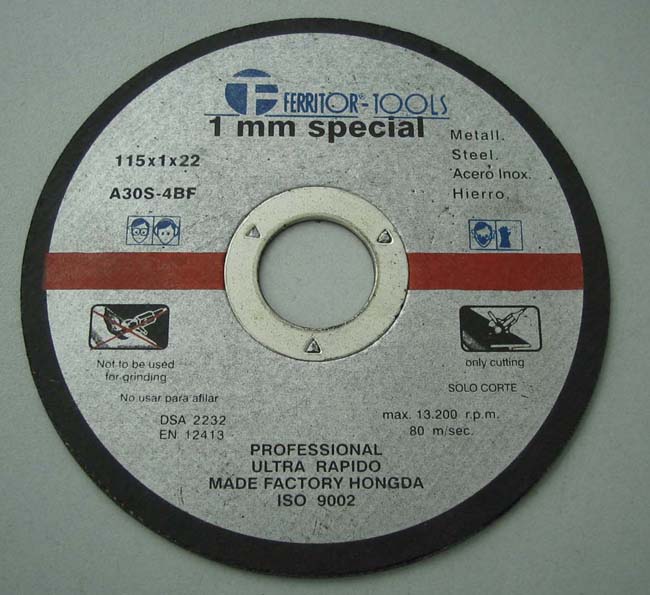 FERRITOR®-TOOLS
1 mm special
Metall.
Steel.
Acero Inox.
Hierro.
115x1x22
A30S-4BF
Not to be used
for grinding
No usar para afilar
only cutting
SOLO CORTE
DSA 2232
EN 12413
max. 13.200 r.p.m.
80 m/sec.
PROFESSIONAL
ULTRA RAPIDO
MADE FACTORY HONGDA
ISO 9002